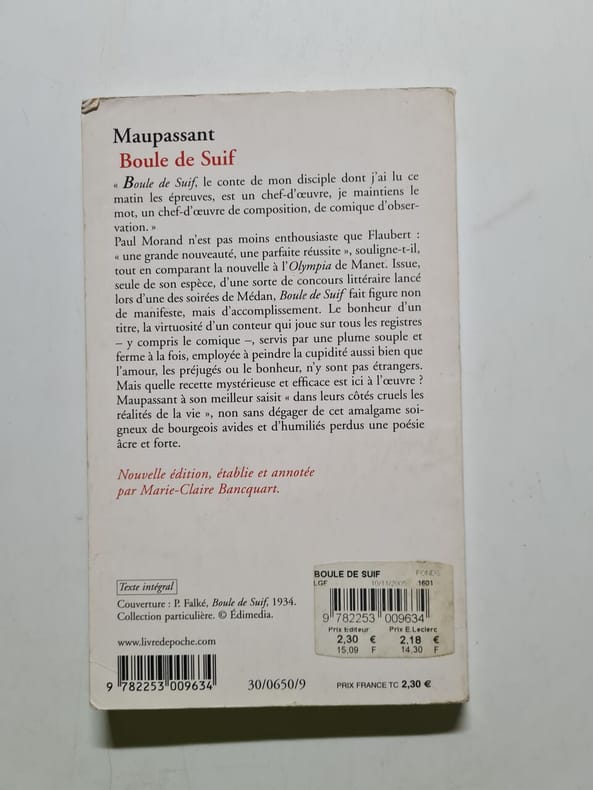 Maupassant
Boule de Suif
« Boule de Suif, le conte de mon disciple dont j'ai lu ce
matin les épreuves, est un chef-d'œuvre, je maintiens le
mot, un chef-d'œuvre de composition, de comique d'obser-
vation. »
Paul Morand n'est pas moins enthousiaste que Flaubert :
« une grande nouveauté, une parfaite réussite », souligne-t-il,
tout en comparant la nouvelle à l'Olympia de Manet. Issue,
seule de son espèce, d'une sorte de concours littéraire lancé
lors d'une des soirées de Médan, Boule de Suif fait figure non
de manifeste, mais d'accomplissement. Le bonheur d'un
titre, la virtuosité d'un conteur qui joue sur tous les registres
– y compris le comique –, servis par une plume souple et
ferme à la fois, employée à peindre la cupidité aussi bien que
l'amour, les préjugés ou le bonheur, n'y sont pas étrangers.
Mais quelle recette mystérieuse et efficace est ici à l'œuvre ?
Maupassant à son meilleur saisit « dans leurs côtés cruels les
réalités de la vie », non sans dégager de cet amalgame soi-
gneux de bourgeois avides et d'humiliés perdus une poésie
âcre et forte.
Nouvelle édition, établie et annotée
par Marie-Claire Bancquart.
Texte intégral
Couverture : P. Falké, Boule de Suif, 1934.
Collection particulière. © Édimedia.
www.livredepoche.com
9 782253 009634
30/0650/9
PRIX FRANCE TC 2,30 €
BOULE DE SUIF FONDS
LGF 1601
9 782253 009634
Prix Editeur Prix E.Leclerc
2,30 € 2,18 €
15,09 F 14,30 F